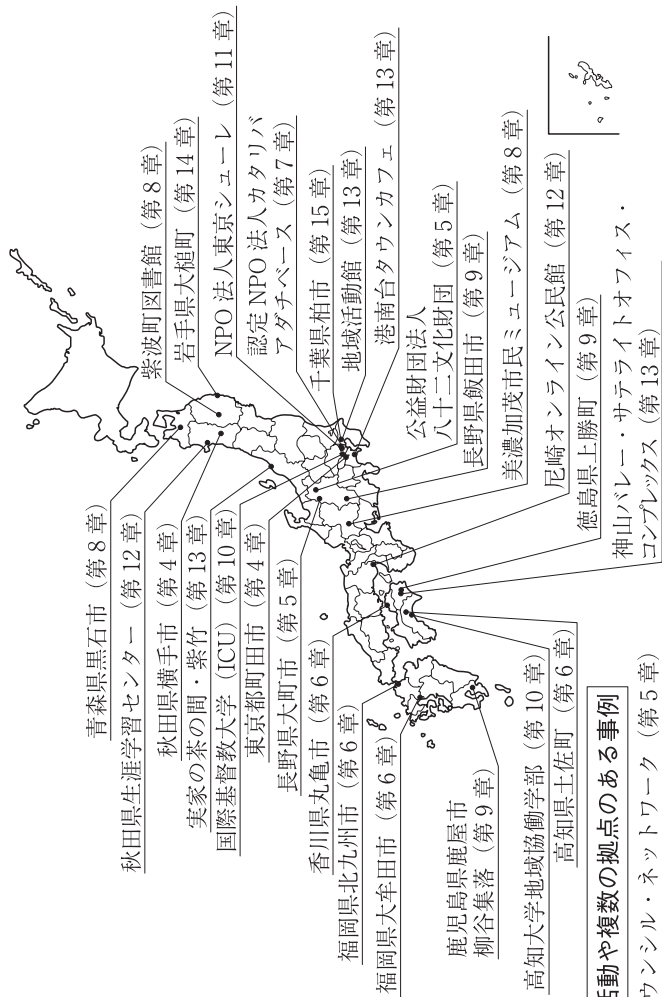 青森県黒石市（第8章）
秋田県生涯学習センター（第12章）
秋田県横手市（第4章）
実家の茶の間・紫竹（第13章）
国際基督教大学（ICU）（第10章）
東京都町田市（第4章）
長野県大町市（第5章）
香川県丸亀市（第6章）
福岡県北九州市（第6章）
福岡県大牟田市（第6章）
鹿児島県鹿屋市
柳谷集落（第9章）
高知大学地域協働学部（第10章）
高知県土佐町（第6章）
紫波町図書館（第8章）
岩手県大槌町（第14章）
NPO法人東京シューレ（第11章）
認定NPO法人カタリバ
アダチベース（第7章）
千葉県柏市（第15章）
地域活動館（第13章）
港南台タウンカフェ（第13章）
公益財団法人
八十二文化財団（第5章）
長野県飯田市（第9章）
美濃加茂市民ミュージアム（第8章）
尼崎オンライン公民館（第12章）
徳島県上勝町（第9章）
神山バレー・サテライトオフィス・
コンプレックス（第13章）
動や複数の拠点のある事例
ウンシル・ネットワーク（第5章）